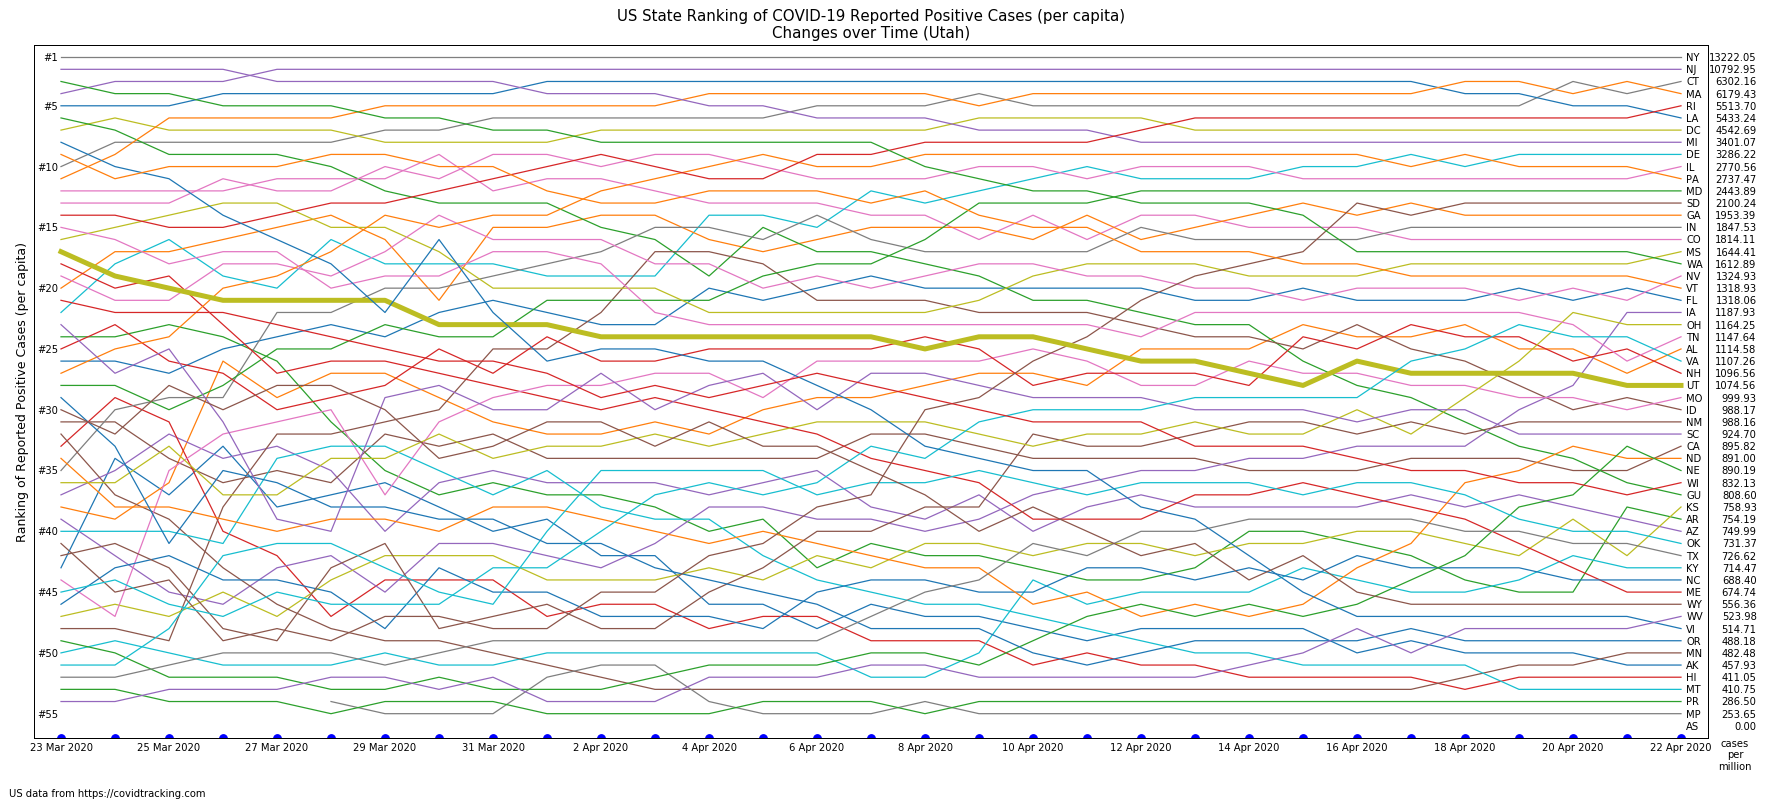 US State Ranking of COVID-19 Reported Positive Cases (per capita)
Changes over Time (Utah)
Ranking of Reported Positive Cases (per capita)
#1
#5
#10
#15
#20
#25
#30
#35
#40
#45
#50
#55
NY 13222.05
NJ 10792.95
CT 6302.16
MA 6179.43
RI 5513.70
LA 5433.24
DC 4542.69
MI 3401.07
DE 3286.22
IL 2770.56
PA 2737.47
MD 2443.89
SD 2100.24
GA 1953.39
IN 1847.53
CO 1814.11
MS 1644.41
WA 1612.89
NV 1324.93
VT 1318.93
FL 1318.06
IA 1187.93
OH 1164.25
TN 1147.64
AL 1114.58
VA 1107.26
NH 1096.56
UT 1074.56
MO 999.93
ID 988.17
NM 988.16
SC 924.70
CA 895.82
ND 891.00
NE 890.19
WI 832.13
GU 808.60
KS 758.93
AR 754.19
AZ 749.99
OK 731.37
TX 726.62
KY 714.47
NC 688.40
ME 674.74
WY 556.36
WV 523.98
VI 514.71
OR 488.18
MN 482.48
AK 457.93
HI 411.05
MT 410.75
PR 286.50
MP 253.65
AS 0.00
23 Mar 2020 25 Mar 2020 27 Mar 2020 29 Mar 2020 31 Mar 2020 2 Apr 2020 4 Apr 2020 6 Apr 2020 8 Apr 2020 10 Apr 2020 12 Apr 2020 14 Apr 2020 16 Apr 2020 18 Apr 2020 20 Apr 2020 22 Apr 2020
cases
per
million
US data from https://covidtracking.com